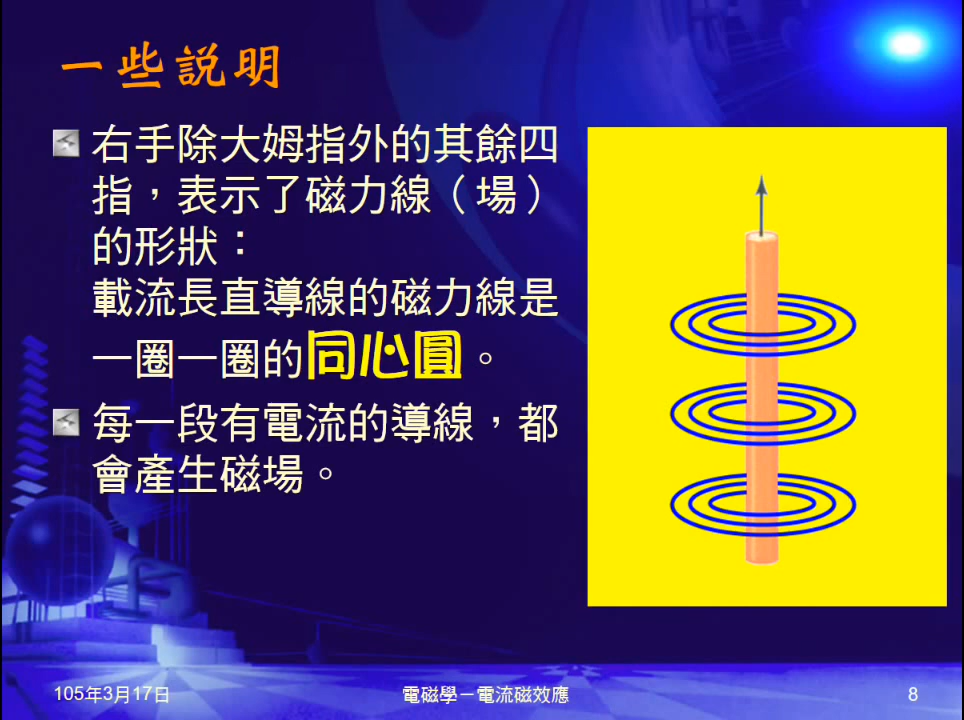 一些説明
右手除大姆指外的其餘四
指，表示了磁力線（場）
的形狀：
載流長直導線的磁力線是
一圈一圈的同心圓。
每一段有電流的導線，都
會產生磁場。
105年3月17日
電磁學－電流磁效應
8